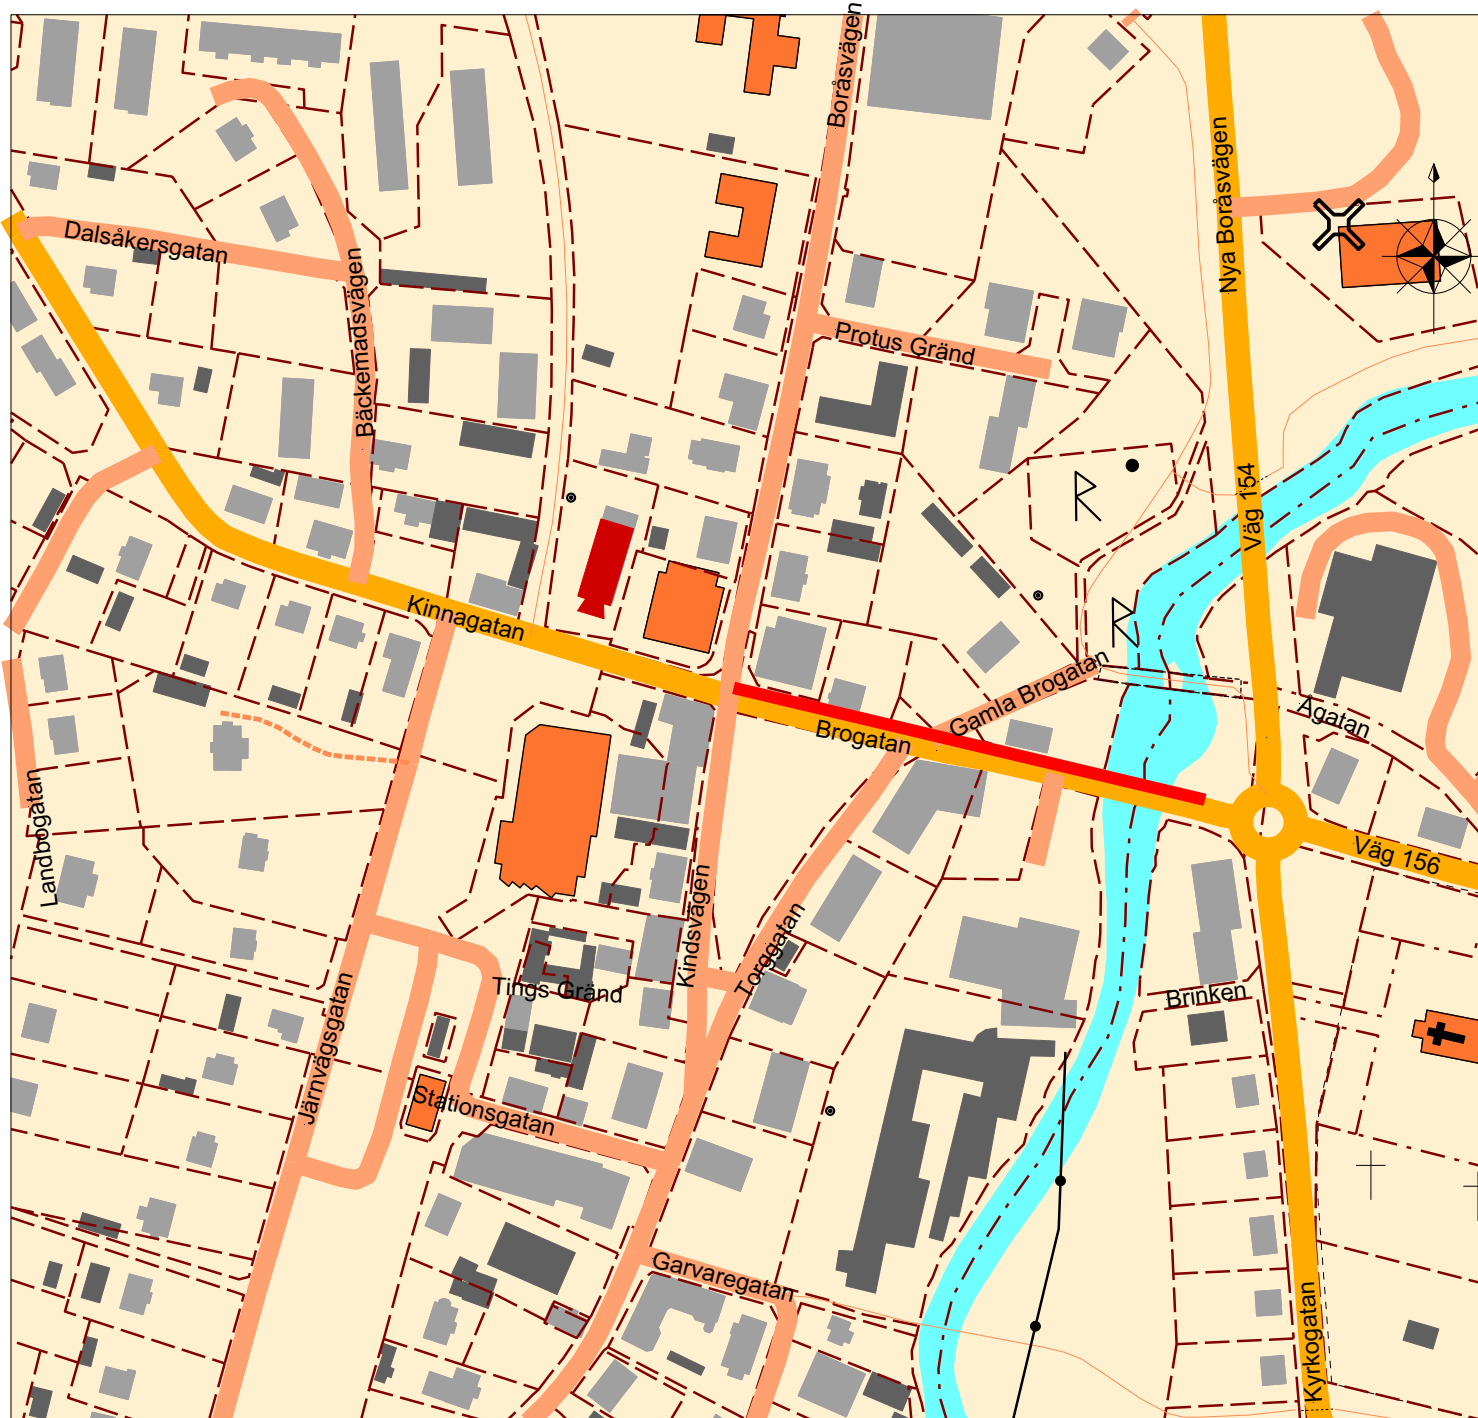 Boråsvägen
Nya Boråsvägen
Dalsåkersgatan
Bäckemadsvägen
Protus Gränd
Väg 154
Kinnagatan
Gamla Brogatan
Ågatan
Brogatan
Landbogatan
Väg 156
Kindsvägen
Torggatan
Tings Gränd
Brinken
Järnvägsgatan
Stationsgatan
Garvaregatan
Kyrkogatan